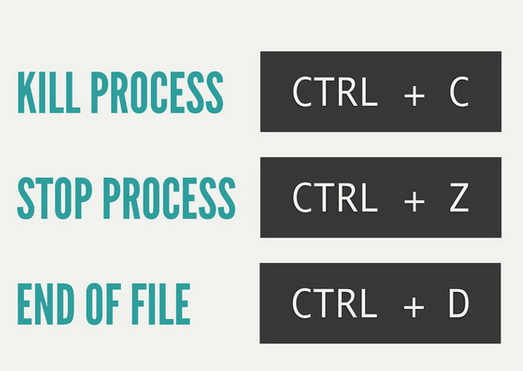 KILL PROCESS CTRL + C
STOP PROCESS CTRL + Z
END OF FILE CTRL + D